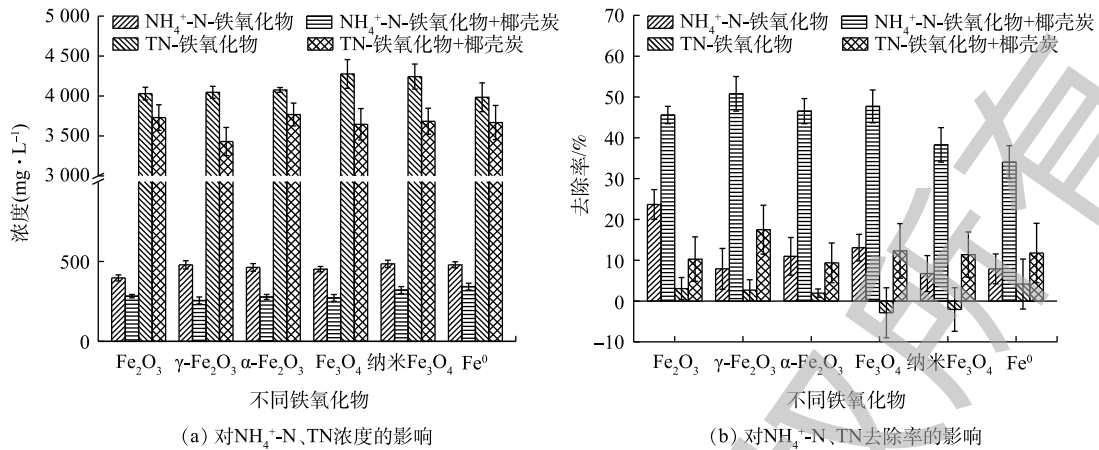 (a)
NH₄⁺-N-铁氧化物 NH₄⁺-N-铁氧化物+椰壳炭
TN-铁氧化物 TN-铁氧化物+椰壳炭
5 000
4 500
4 000
3 500
3 000
500
0
浓度(mg·L⁻¹)
Fe₂O₃ γ-Fe₂O₃ α-Fe₂O₃ Fe₃O₄ 纳米Fe₃O₄ Fe⁰
不同铁氧化物
(a) 对NH₄⁺-N、TN浓度的影响
(b)
NH₄⁺-N-铁氧化物 NH₄⁺-N-铁氧化物+椰壳炭
TN-铁氧化物 TN-铁氧化物+椰壳炭
70
60
50
40
30
20
10
0
-10
去除率/%
Fe₂O₃ γ-Fe₂O₃ α-Fe₂O₃ Fe₃O₄ 纳米Fe₃O₄ Fe⁰
不同铁氧化物
(b) 对NH₄⁺-N、TN去除率的影响
所有